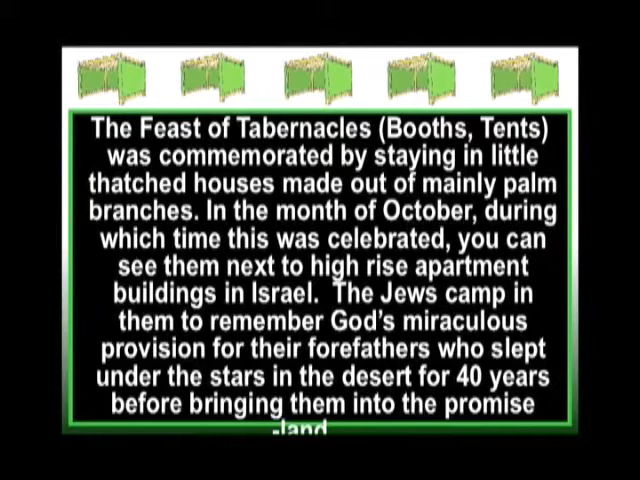 The Feast of Tabernacles (Booths, Tents)
was commemorated by staying in little
thatched houses made out of mainly palm
branches. In the month of October, during
which time this was celebrated, you can
see them next to high rise apartment
buildings in Israel. The Jews camp in
them to remember God's miraculous
provision for their forefathers who slept
under the stars in the desert for 40 years
before bringing them into the promise
-land